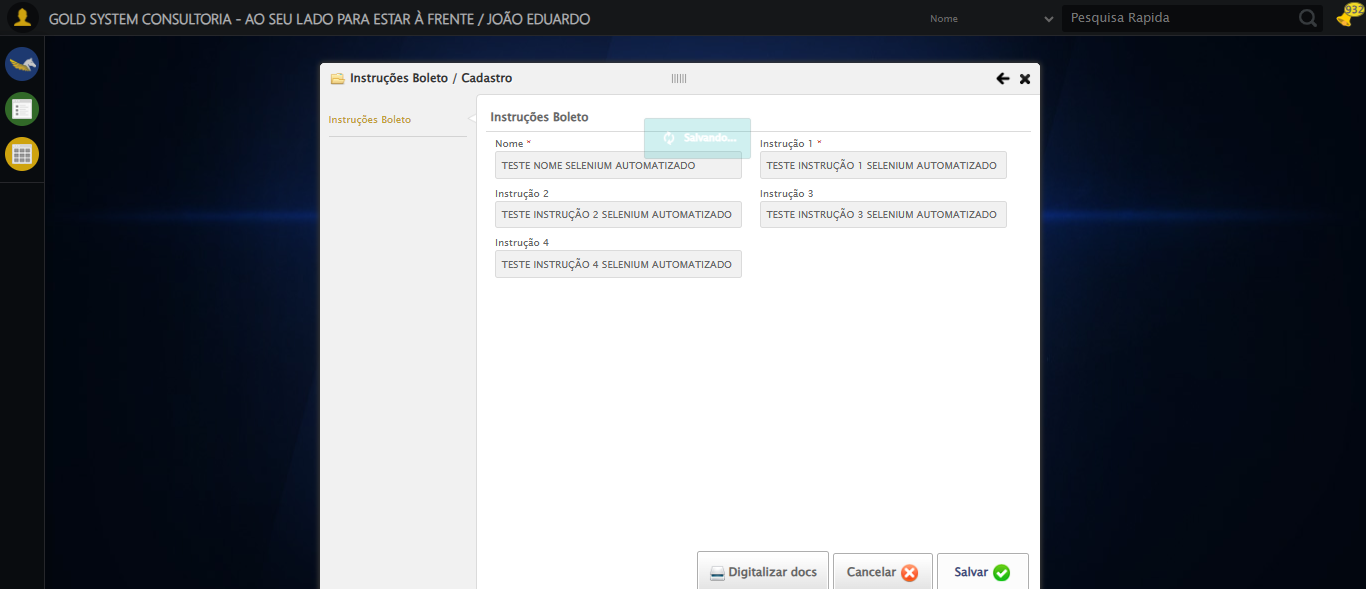 GOLD SYSTEM CONSULTORIA - AO SEU LADO PARA ESTAR À FRENTE / JOÃO EDUARDO
Nome
Pesquisa Rapida
932
Instruções Boleto / Cadastro
Instruções Boleto
Instruções Boleto
Salvando...
Nome *
Instrução 1 *
TESTE NOME SELENIUM AUTOMATIZADO
TESTE INSTRUÇÃO 1 SELENIUM AUTOMATIZADO
Instrução 2
Instrução 3
TESTE INSTRUÇÃO 2 SELENIUM AUTOMATIZADO
TESTE INSTRUÇÃO 3 SELENIUM AUTOMATIZADO
Instrução 4
TESTE INSTRUÇÃO 4 SELENIUM AUTOMATIZADO
Digitalizar docs
Cancelar
Salvar